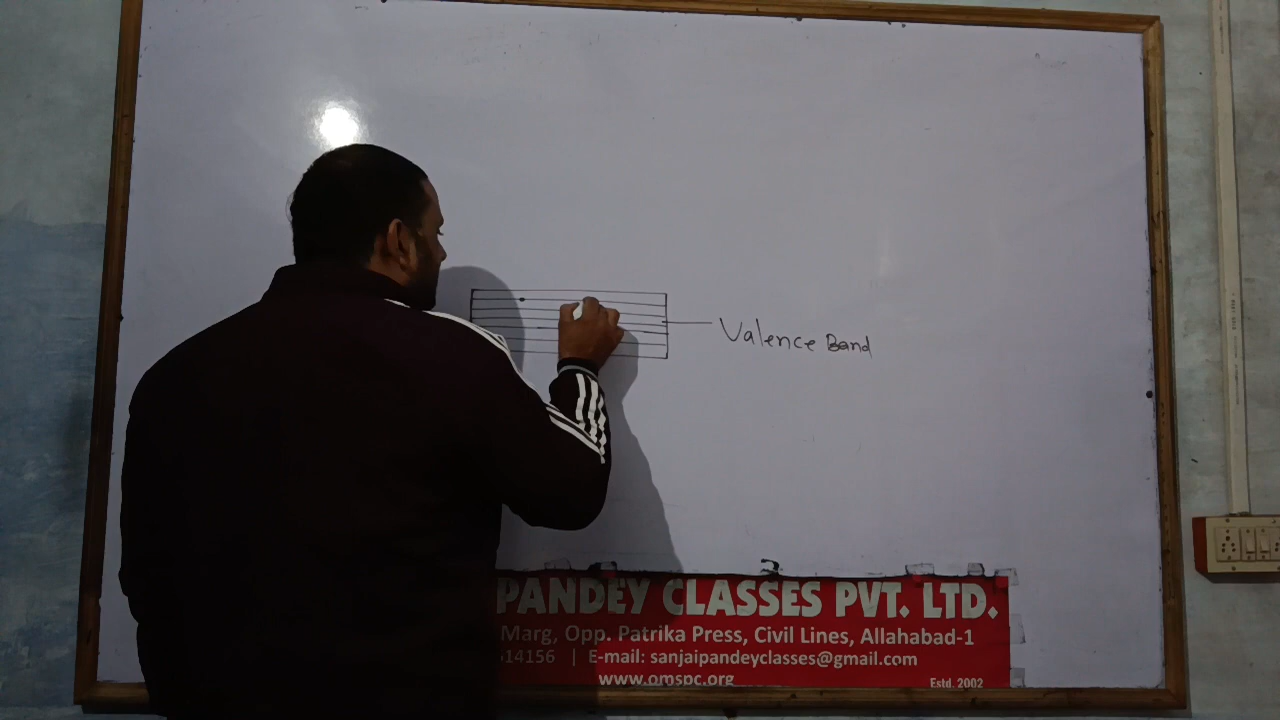 Valence Band
PANDEY CLASSES PVT. LTD.
Marg, Opp. Patrika Press, Civil Lines, Allahabad-1
14156 | E-mail: sanjaipandeyclasses@gmail.com
www.omspc.org
Estd. 2002